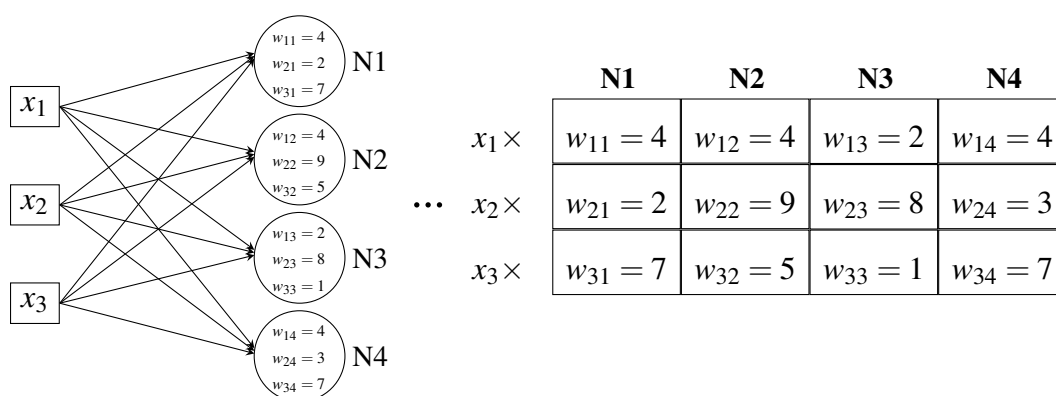 x₁
x₂
x₃
w₁₁ = 4
w₂₁ = 2
w₃₁ = 7
N1
w₁₂ = 4
w₂₂ = 9
w₃₂ = 5
N2
w₁₃ = 2
w₂₃ = 8
w₃₃ = 1
N3
w₁₄ = 4
w₂₄ = 3
w₃₄ = 7
N4
...
N1 N2 N3 N4
x₁× w₁₁ = 4 w₁₂ = 4 w₁₃ = 2 w₁₄ = 4
x₂× w₂₁ = 2 w₂₂ = 9 w₂₃ = 8 w₂₄ = 3
x₃× w₃₁ = 7 w₃₂ = 5 w₃₃ = 1 w₃₄ = 7